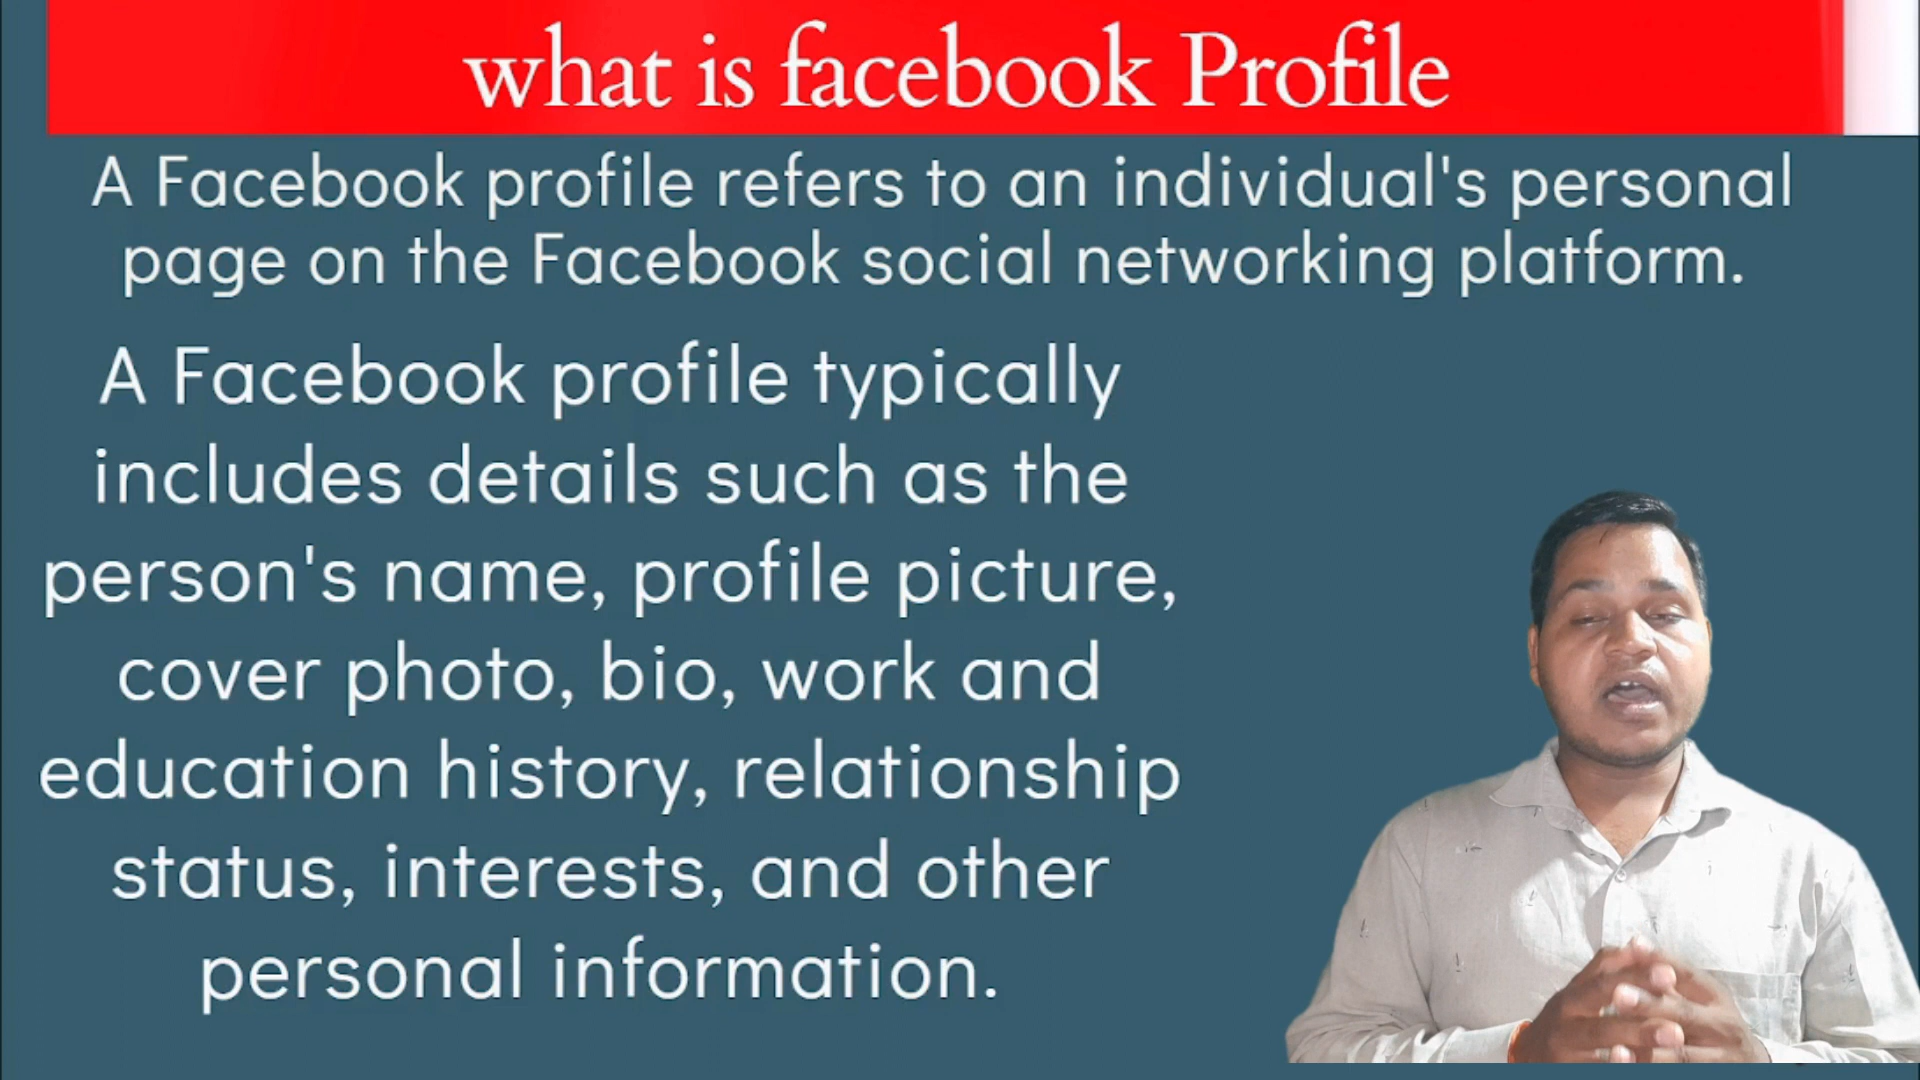 what is facebook Profile
A Facebook profile refers to an individual's personal
page on the Facebook social networking platform.
A Facebook profile typically
includes details such as the
person's name, profile picture,
cover photo, bio, work and
education history, relationship
status, interests, and other
personal information.